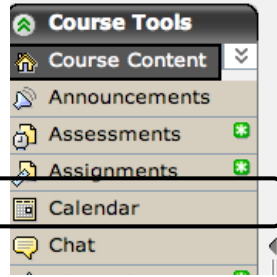 Course Tools
Course Content
Announcements
Assessments
Assignments
Calendar
Chat